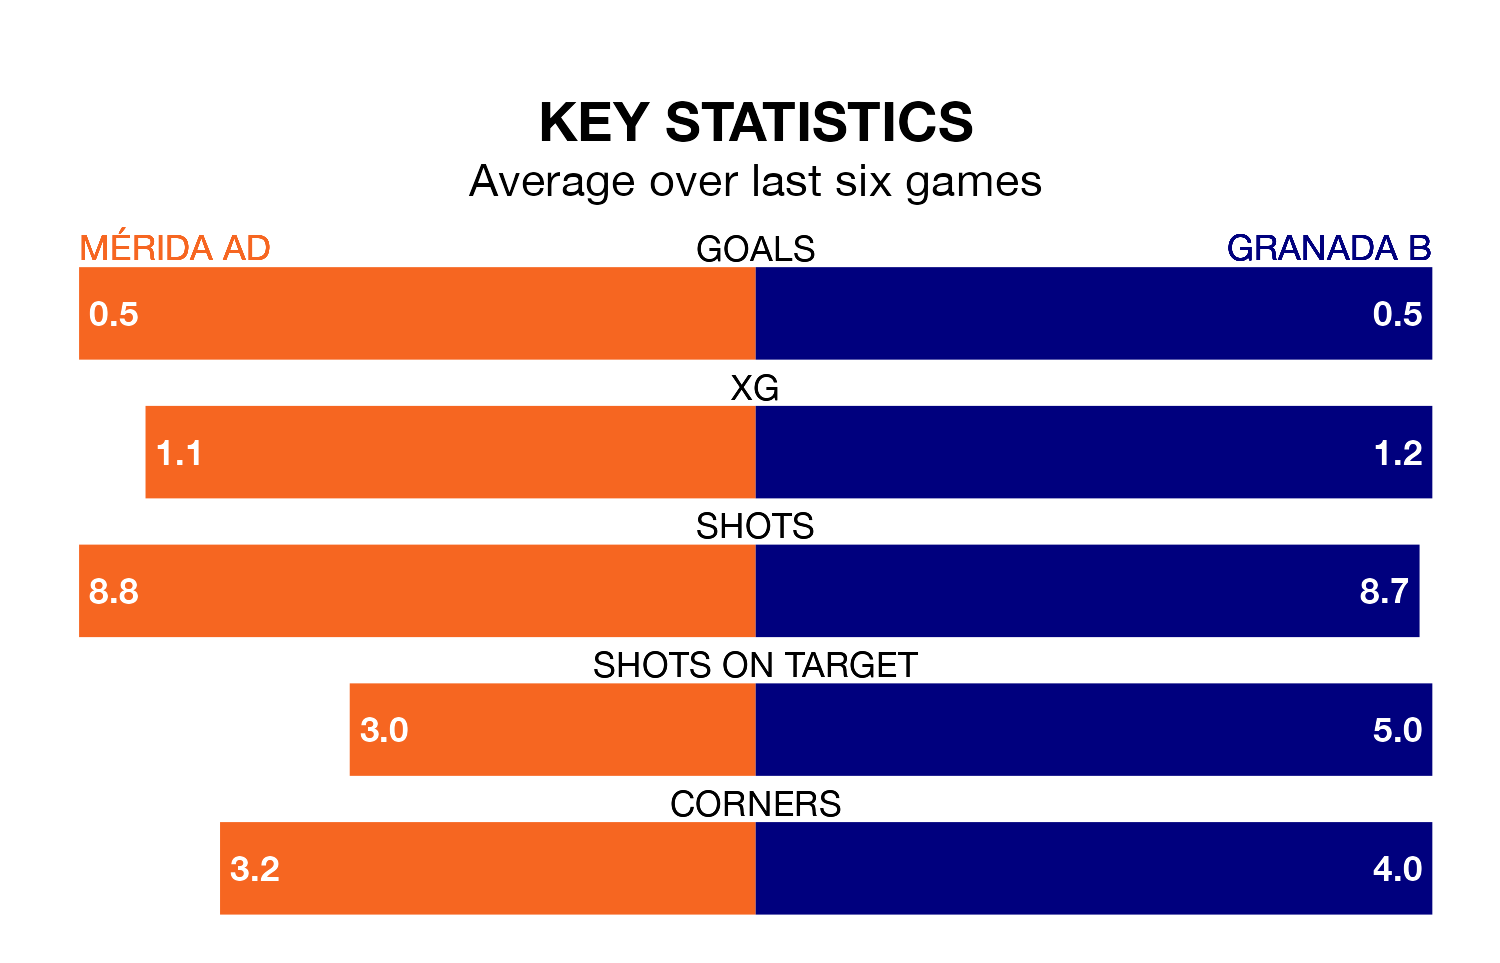 KEY STATISTICS
Average over last six games
MÉRIDA AD GOALS GRANADA B
0.5 0.5
XG
1.1 1.2
SHOTS
8.8 8.7
SHOTS ON TARGET
3.0 5.0
CORNERS
3.2 4.0